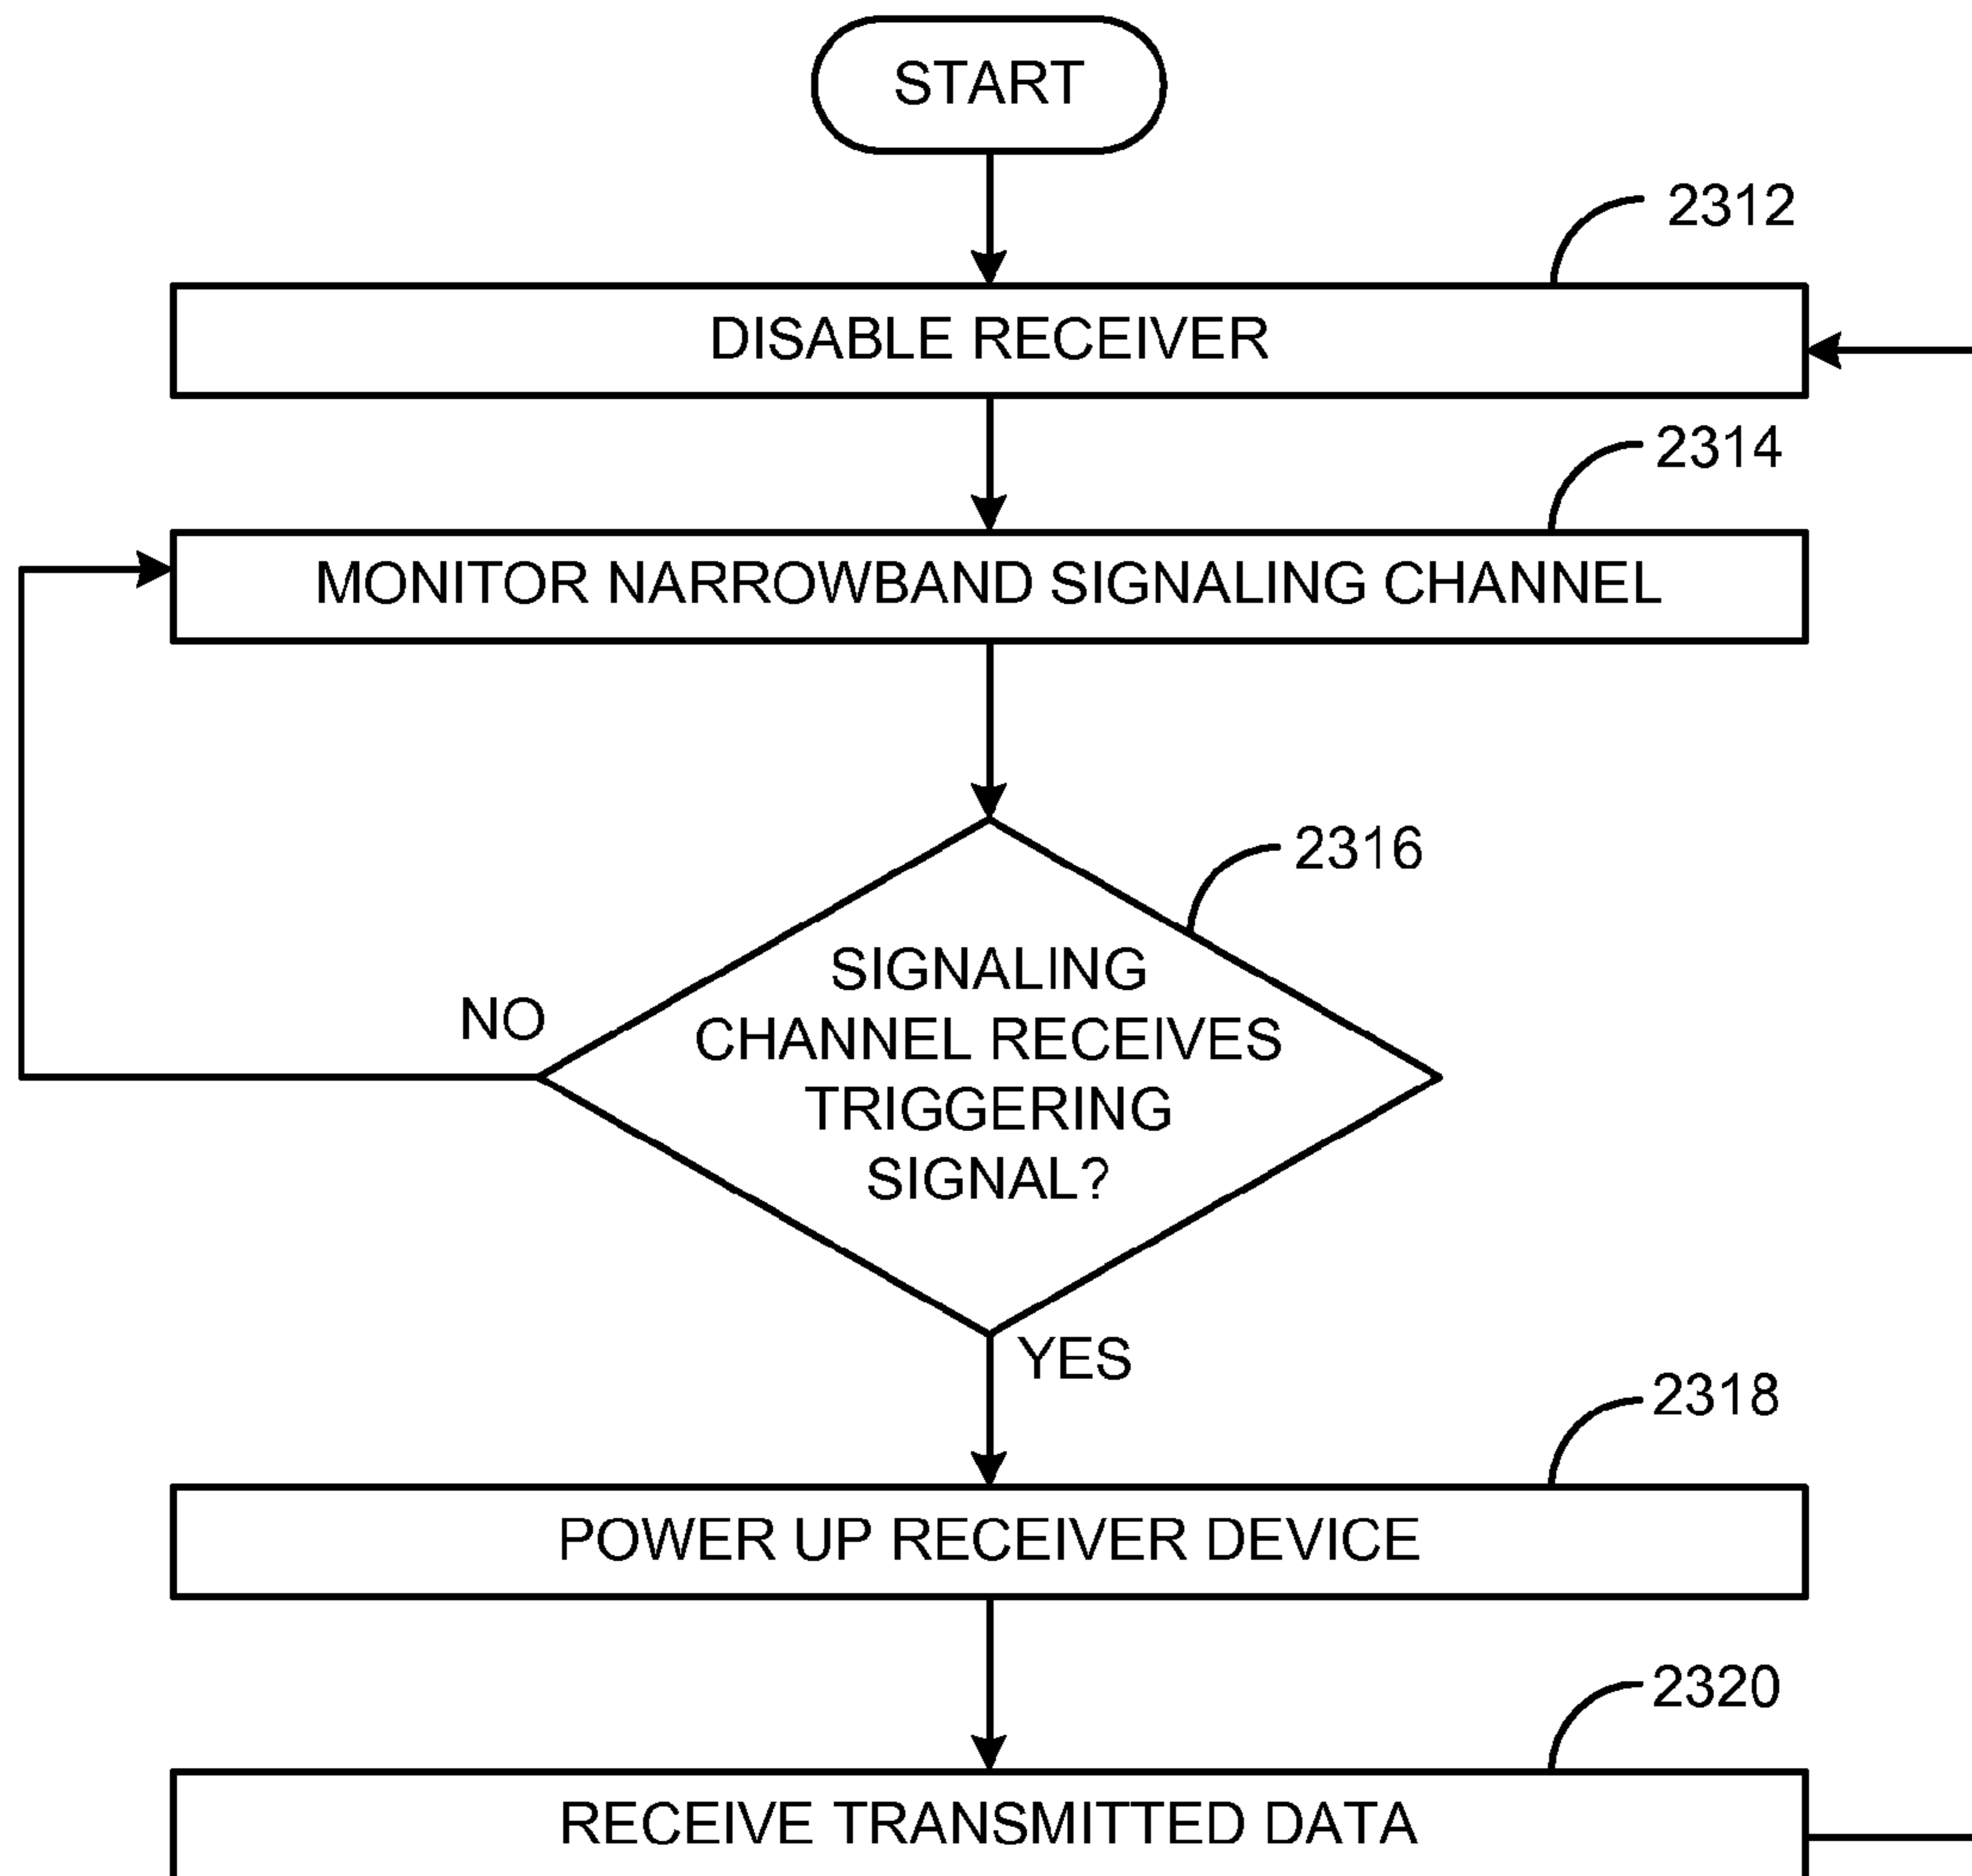 START
2312
DISABLE RECEIVER
2314
MONITOR NARROWBAND SIGNALING CHANNEL
2316
SIGNALING
CHANNEL RECEIVES
TRIGGERING
SIGNAL?
NO
YES
2318
POWER UP RECEIVER DEVICE
2320
RECEIVE TRANSMITTED DATA